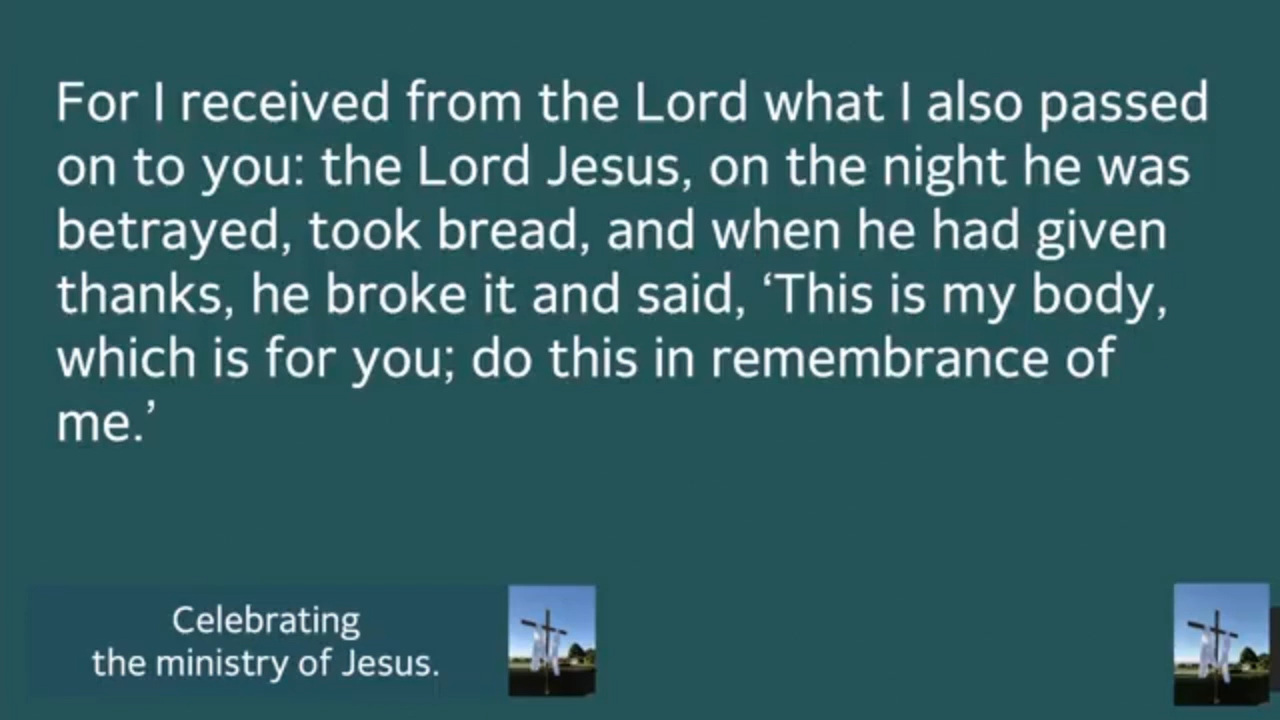 For I received from the Lord what I also passed
on to you: the Lord Jesus, on the night he was
betrayed, took bread, and when he had given
thanks, he broke it and said, ‘This is my body,
which is for you; do this in remembrance of
me.’
Celebrating
the ministry of Jesus.